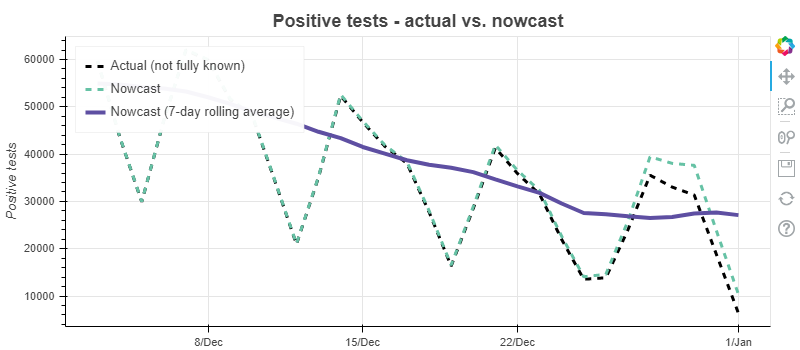 Positive tests - actual vs. nowcast
Actual (not fully known)
Nowcast
Nowcast (7-day rolling average)
Positive tests
60000
50000
40000
30000
20000
10000
8/Dec
15/Dec
22/Dec
1/Jan